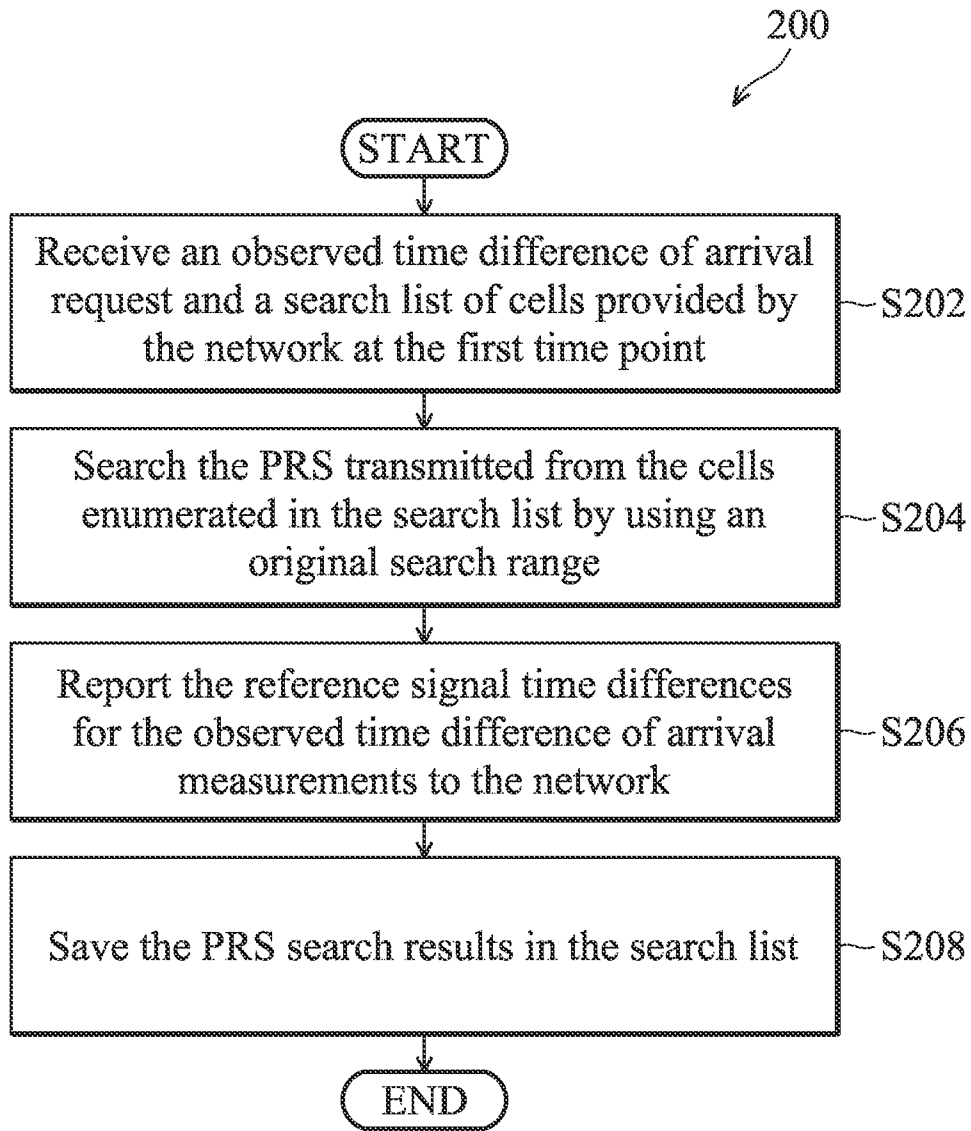 200
START
Receive an observed time difference of arrival
request and a search list of cells provided by
the network at the first time point
S202
Search the PRS transmitted from the cells
enumerated in the search list by using an
original search range
S204
Report the reference signal time differences
for the observed time difference of arrival
measurements to the network
S206
Save the PRS search results in the search list
S208
END